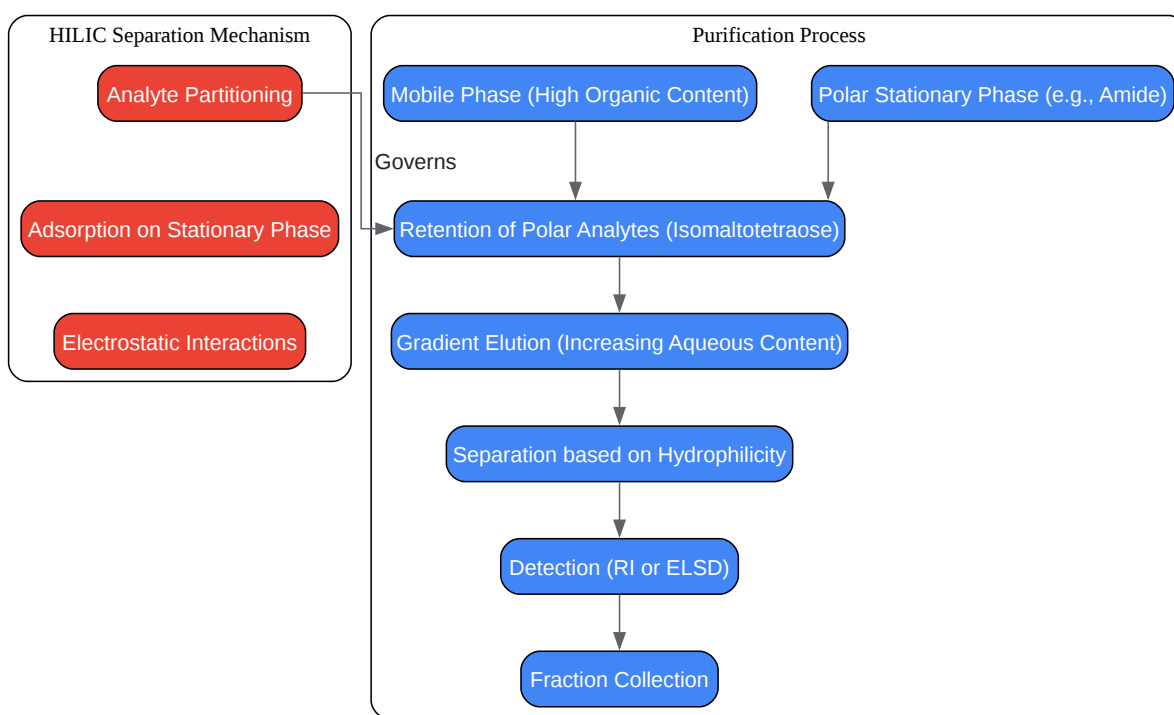 HILIC Separation Mechanism
Analyte Partitioning
Adsorption on Stationary Phase
Electrostatic Interactions
Purification Process
Mobile Phase (High Organic Content)
Polar Stationary Phase (e.g., Amide)
Governs
Retention of Polar Analytes (Isomaltotetraose)
Gradient Elution (Increasing Aqueous Content)
Separation based on Hydrophilicity
Detection (RI or ELSD)
Fraction Collection